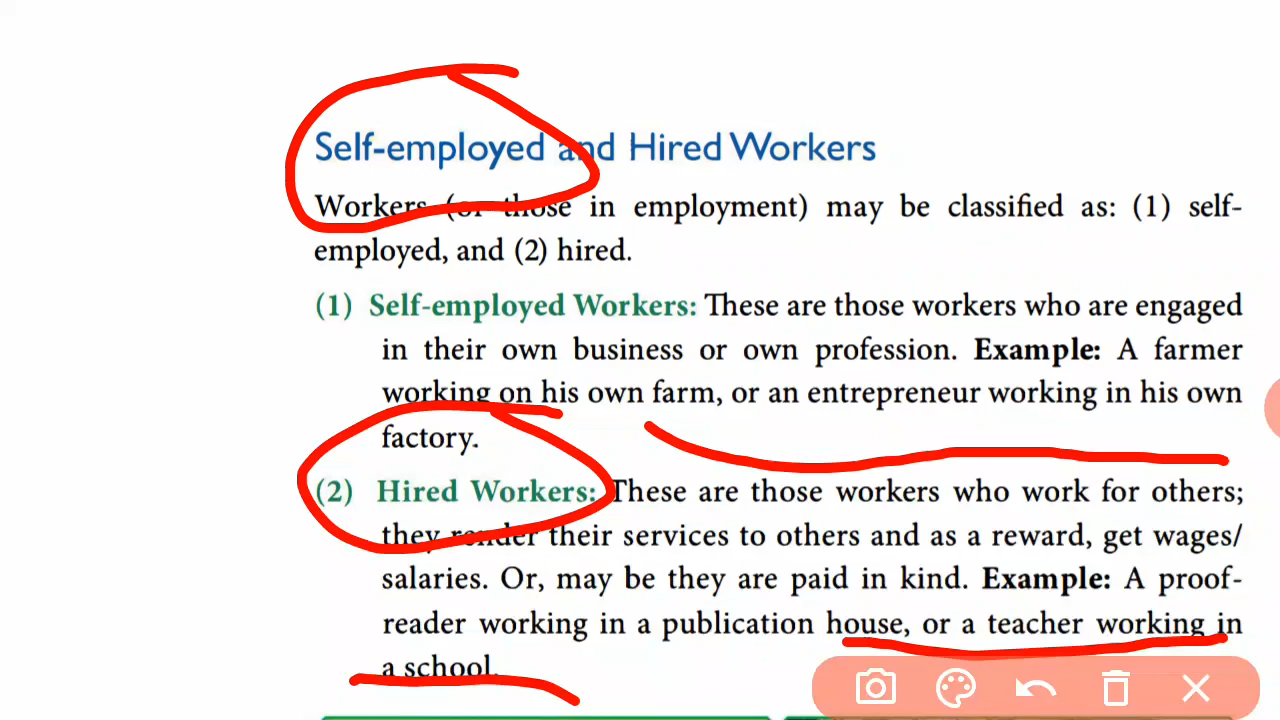 Self-employed and Hired Workers
Workers (or those in employment) may be classified as: (1) self-
employed, and (2) hired.
(1) Self-employed Workers: These are those workers who are engaged
in their own business or own profession. Example: A farmer
working on his own farm, or an entrepreneur working in his own
factory.
(2) Hired Workers: These are those workers who work for others;
they render their services to others and as a reward, get wages/
salaries. Or, may be they are paid in kind. Example: A proof-
reader working in a publication house, or a teacher working in
a school.